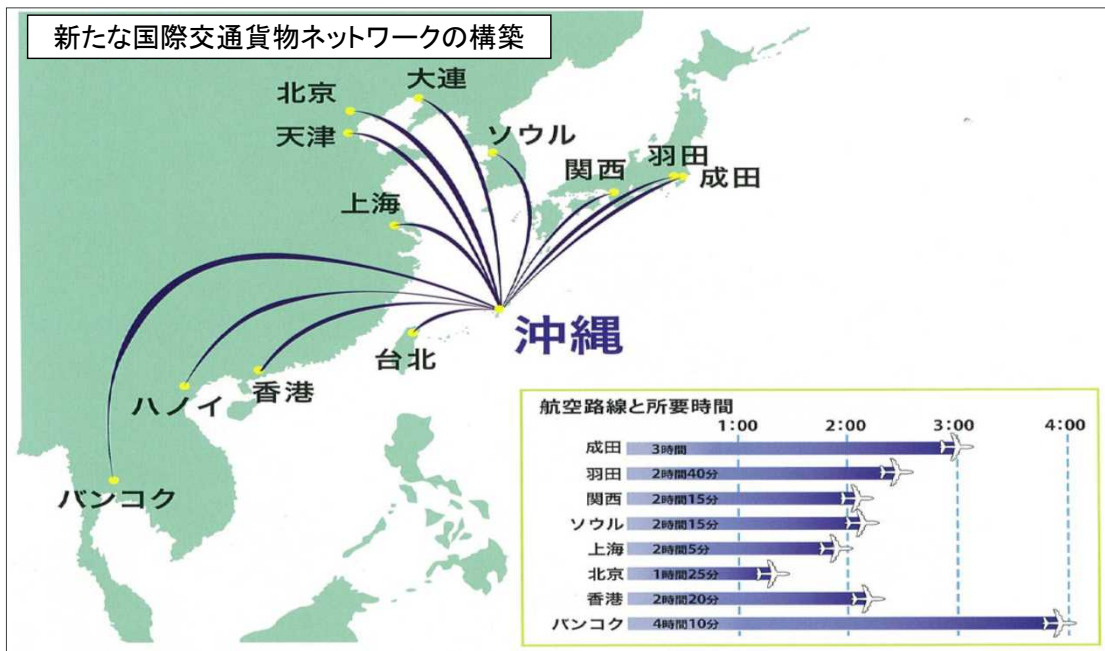 新たな国際交通貨物ネットワークの構築
大連
北京
天津
ソウル
羽田
関西
成田
上海
沖縄
台北
香港
ハノイ
バンコク
航空路線と所要時間
1:00 2:00 3:00 4:00
成田 3時間
羽田 2時間40分
関西 2時間15分
ソウル 2時間15分
上海 2時間5分
北京 1時間25分
香港 2時間20分
バンコク 4時間10分